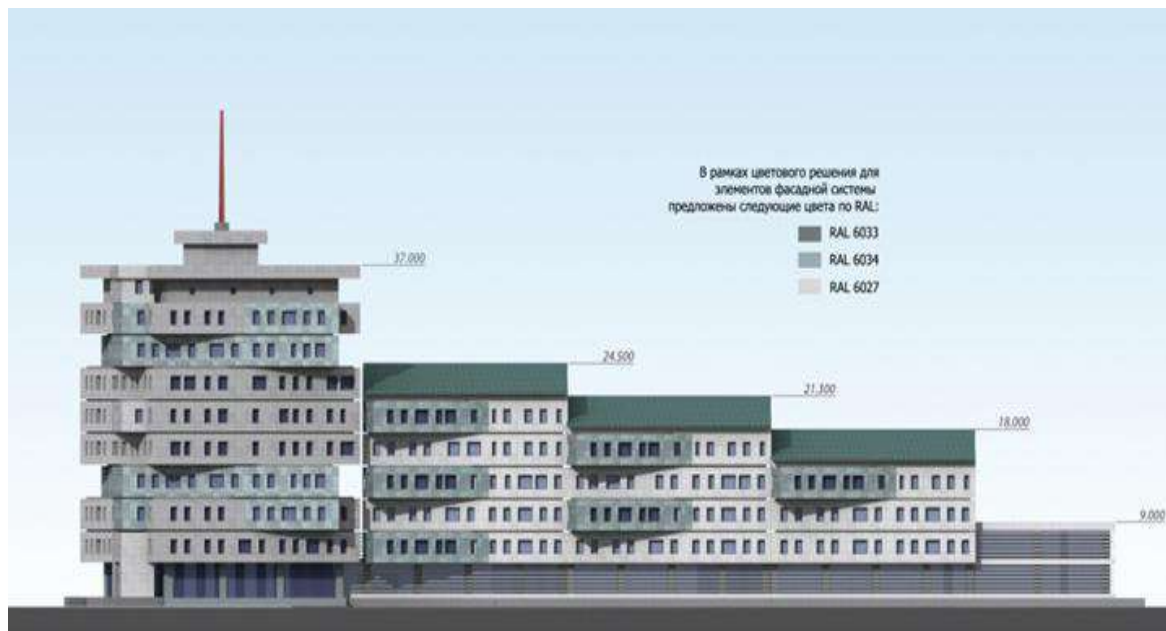 В рамках цветового решения для
элементов фасадной системы
предложены следующие цвета по RAL:
RAL 6033
RAL 6034
RAL 6027
37.000
24.500
21.300
18.000
9.000